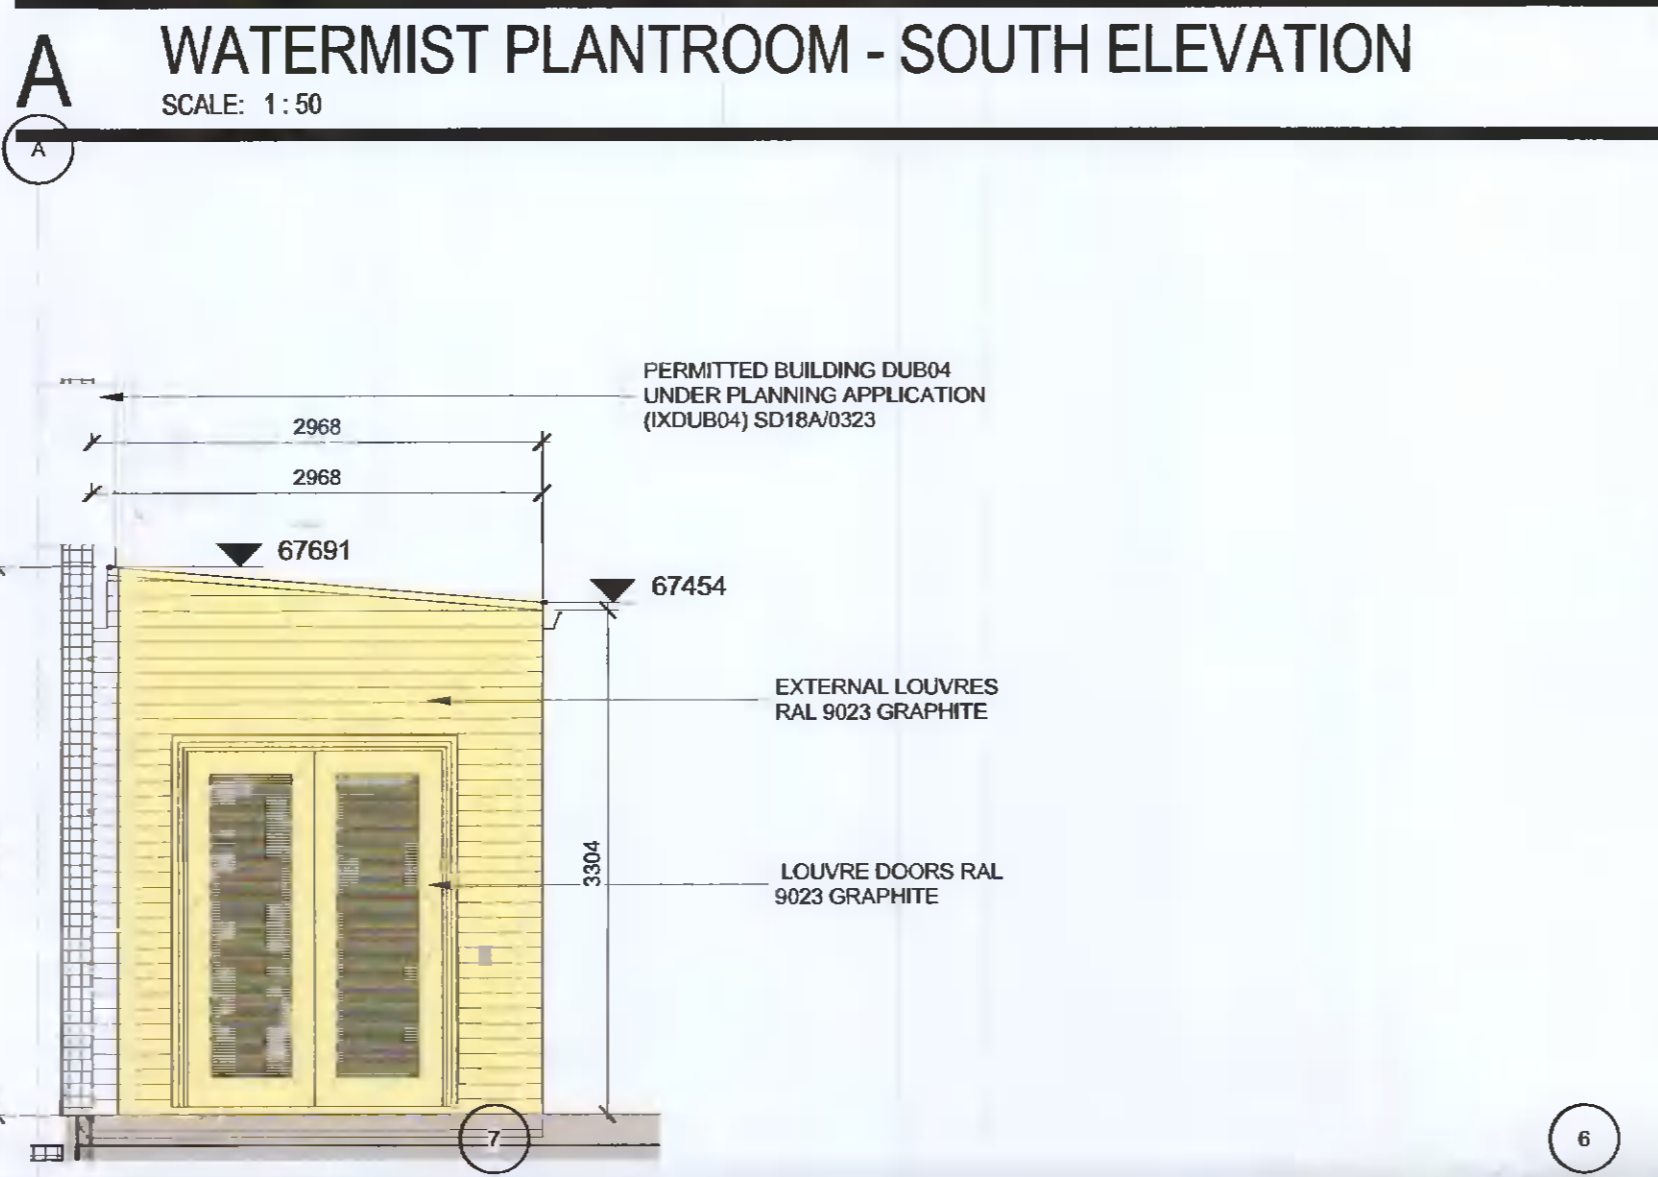 A WATERMIST PLANTROOM - SOUTH ELEVATION
SCALE: 1:50
A
PERMITTED BUILDING DUB04
UNDER PLANNING APPLICATION
(IXDUB04) SD18A/0323
2968
2968
67691
67454
EXTERNAL LOUVRES
RAL 9023 GRAPHITE
3304
LOUVRE DOORS RAL
9023 GRAPHITE
7
6